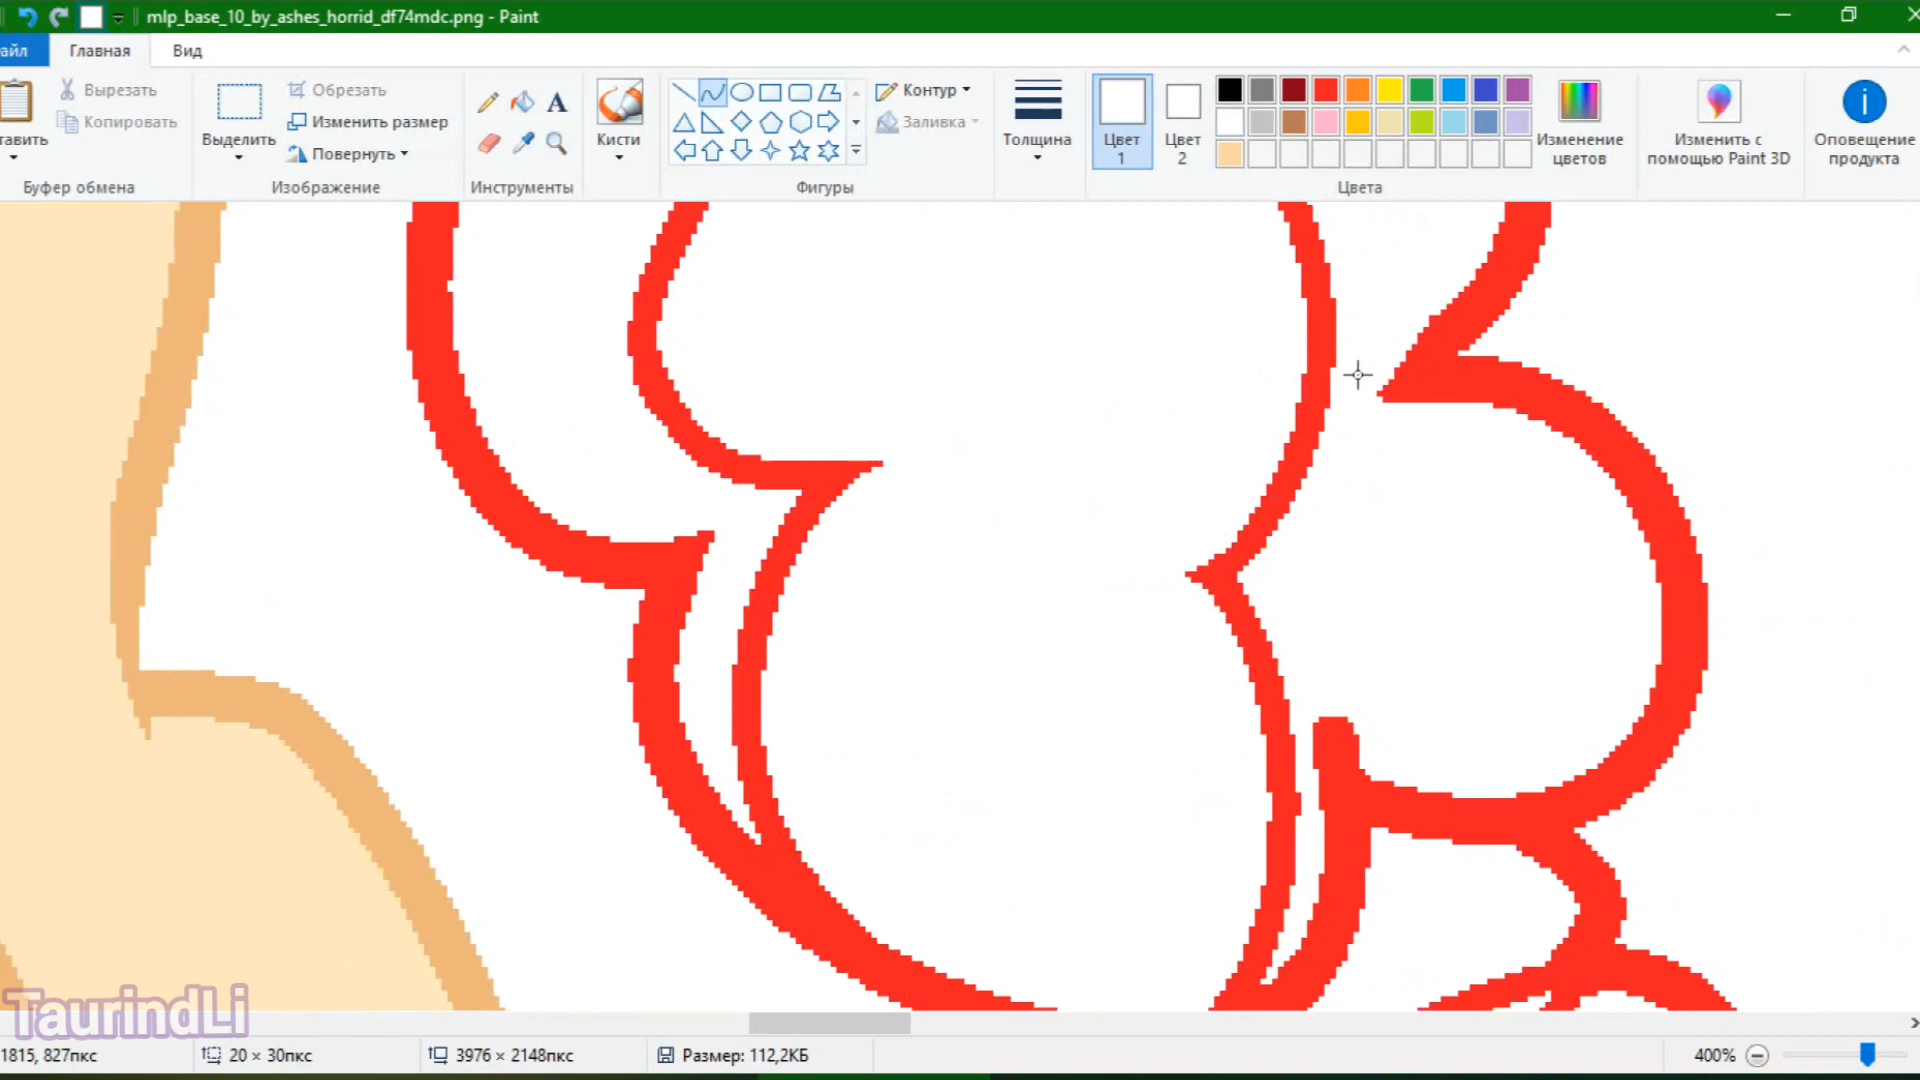 mlp_base_10_by_ashes_horrid_df74mdc.png - Paint
айл Главная Вид
тавить
Вырезать
Копировать
Буфер обмена
Выделить
Обрезать
Изменить размер
Повернуть
Изображение
A
Инструменты
Кисти
Контур
Заливка
Фигуры
Толщина
Цвет
1
Цвет
2
Изменение
цветов
Цвета
Изменить с
помощью Paint 3D
Оповещение
продукта
TaurindLi
1815, 827пкс 20 × 30пкс 3976 × 2148пкс Размер: 112,2КБ 400%